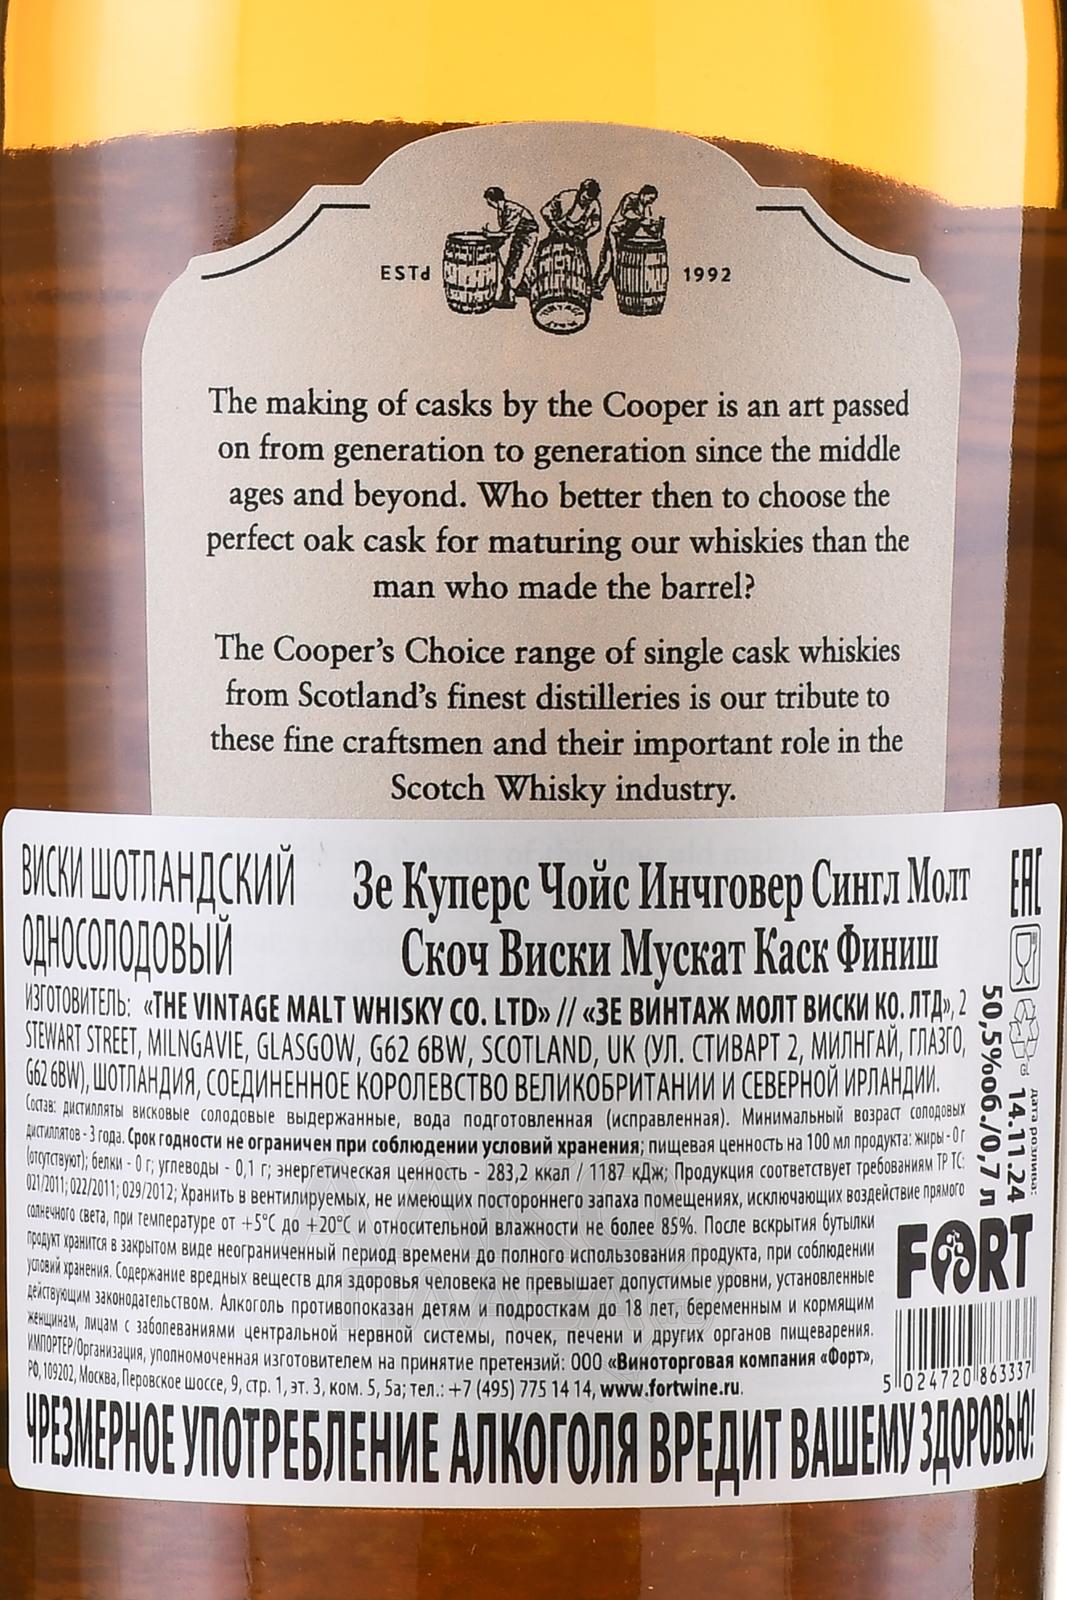 ESTd 1992
The making of casks by the Cooper is an art passed
on from generation to generation since the middle
ages and beyond. Who better then to choose the
perfect oak cask for maturing our whiskies than the
man who made the barrel?
The Cooper's Choice range of single cask whiskies
from Scotland's finest distilleries is our tribute to
these fine craftsmen and their important role in the
Scotch Whisky industry.
ВИСКИ ШОТЛАНДСКИЙ
ОДНОСОЛОДОВЫЙ
Зе Куперс Чойс Инчговер Сингл Молт
Скоч Виски Мускат Каск Финиш
ИЗГОТОВИТЕЛЬ: «THE VINTAGE MALT WHISKY CO. LTD» // «ЗЕ ВИНТАЖ МОЛТ ВИСКИ КО. ЛТД», 2
STEWART STREET, MILNGAVIE, GLASGOW, G62 6BW, SCOTLAND, UK (УЛ. СТИВАРТ 2, МИЛНГАЙ, ГЛАЗГО,
G62 6BW), ШОТЛАНДИЯ, СОЕДИНЕННОЕ КОРОЛЕВСТВО ВЕЛИКОБРИТАНИИ И СЕВЕРНОЙ ИРЛАНДИИ.
Состав: дистилляты висковые солодовые выдержанные, вода подготовленная (исправленная). Минимальный возраст солодовых
дистиллятов - 3 года. Срок годности не ограничен при соблюдении условий хранения; пищевая ценность на 100 мл продукта: жиры - 0 г
(отсутствуют); белки - 0 г; углеводы - 0,1 г; энергетическая ценность - 283,2 ккал / 1187 кДж; Продукция соответствует требованиям ТР ТС:
021/2011; 022/2011; 029/2012; Хранить в вентилируемых, не имеющих постороннего запаха помещениях, исключающих воздействие прямого
солнечного света, при температуре от +5°C до +20°C и относительной влажности не более 85%. После вскрытия бутылки
продукт хранится в закрытом виде неограниченный период времени до полного использования продукта, при соблюдении
условий хранения. Содержание вредных веществ для здоровья человека не превышает допустимые уровни, установленные
действующим законодательством. Алкоголь противопоказан детям и подросткам до 18 лет, беременным и кормящим
женщинам, лицам с заболеваниями центральной нервной системы, почек, печени и других органов пищеварения.
ИМПОРТЕР/Организация, уполномоченная изготовителем на принятие претензий: ООО «Виноторговая компания «Форт»,
РФ, 109202, Москва, Перовское шоссе, 9, стр. 1, эт. 3, ком. 5, 5а; тел.: +7 (495) 775 14 14, www.fortwine.ru.
EAC
GL
50,5%об./0,7 л
дата розлива:
14.11.24
FORT
5 024720 863337
ЧРЕЗМЕРНОЕ УПОТРЕБЛЕНИЕ АЛКОГОЛЯ ВРЕДИТ ВАШЕМУ ЗДОРОВЬЮ!